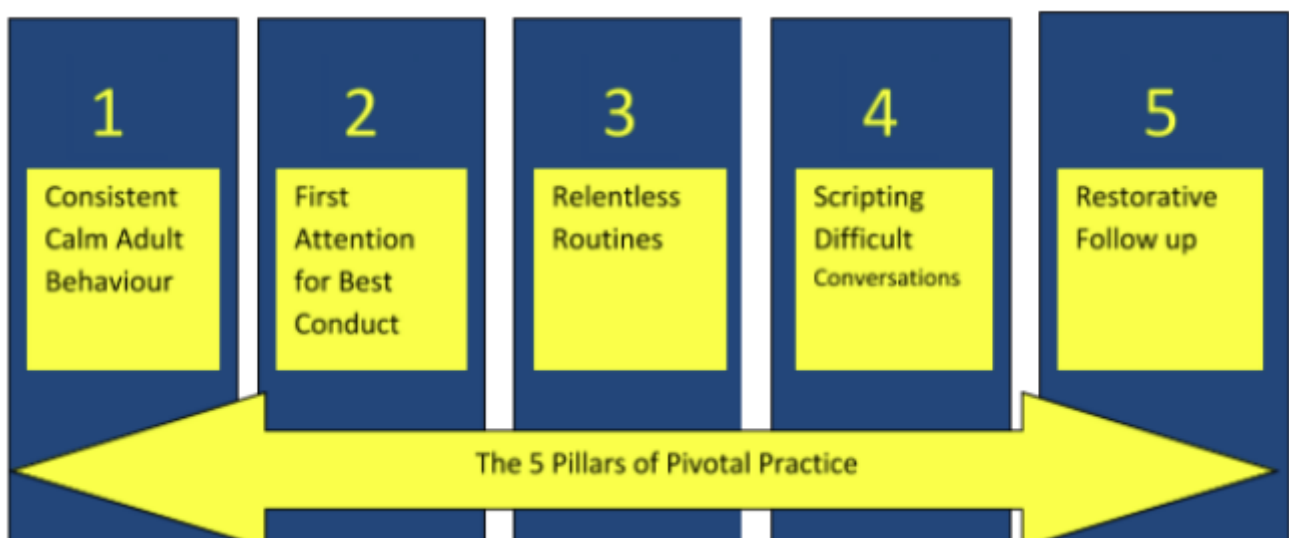 1
Consistent
Calm Adult
Behaviour
2
First
Attention
for Best
Conduct
3
Relentless
Routines
4
Scripting
Difficult
Conversations
5
Restorative
Follow up
The 5 Pillars of Pivotal Practice